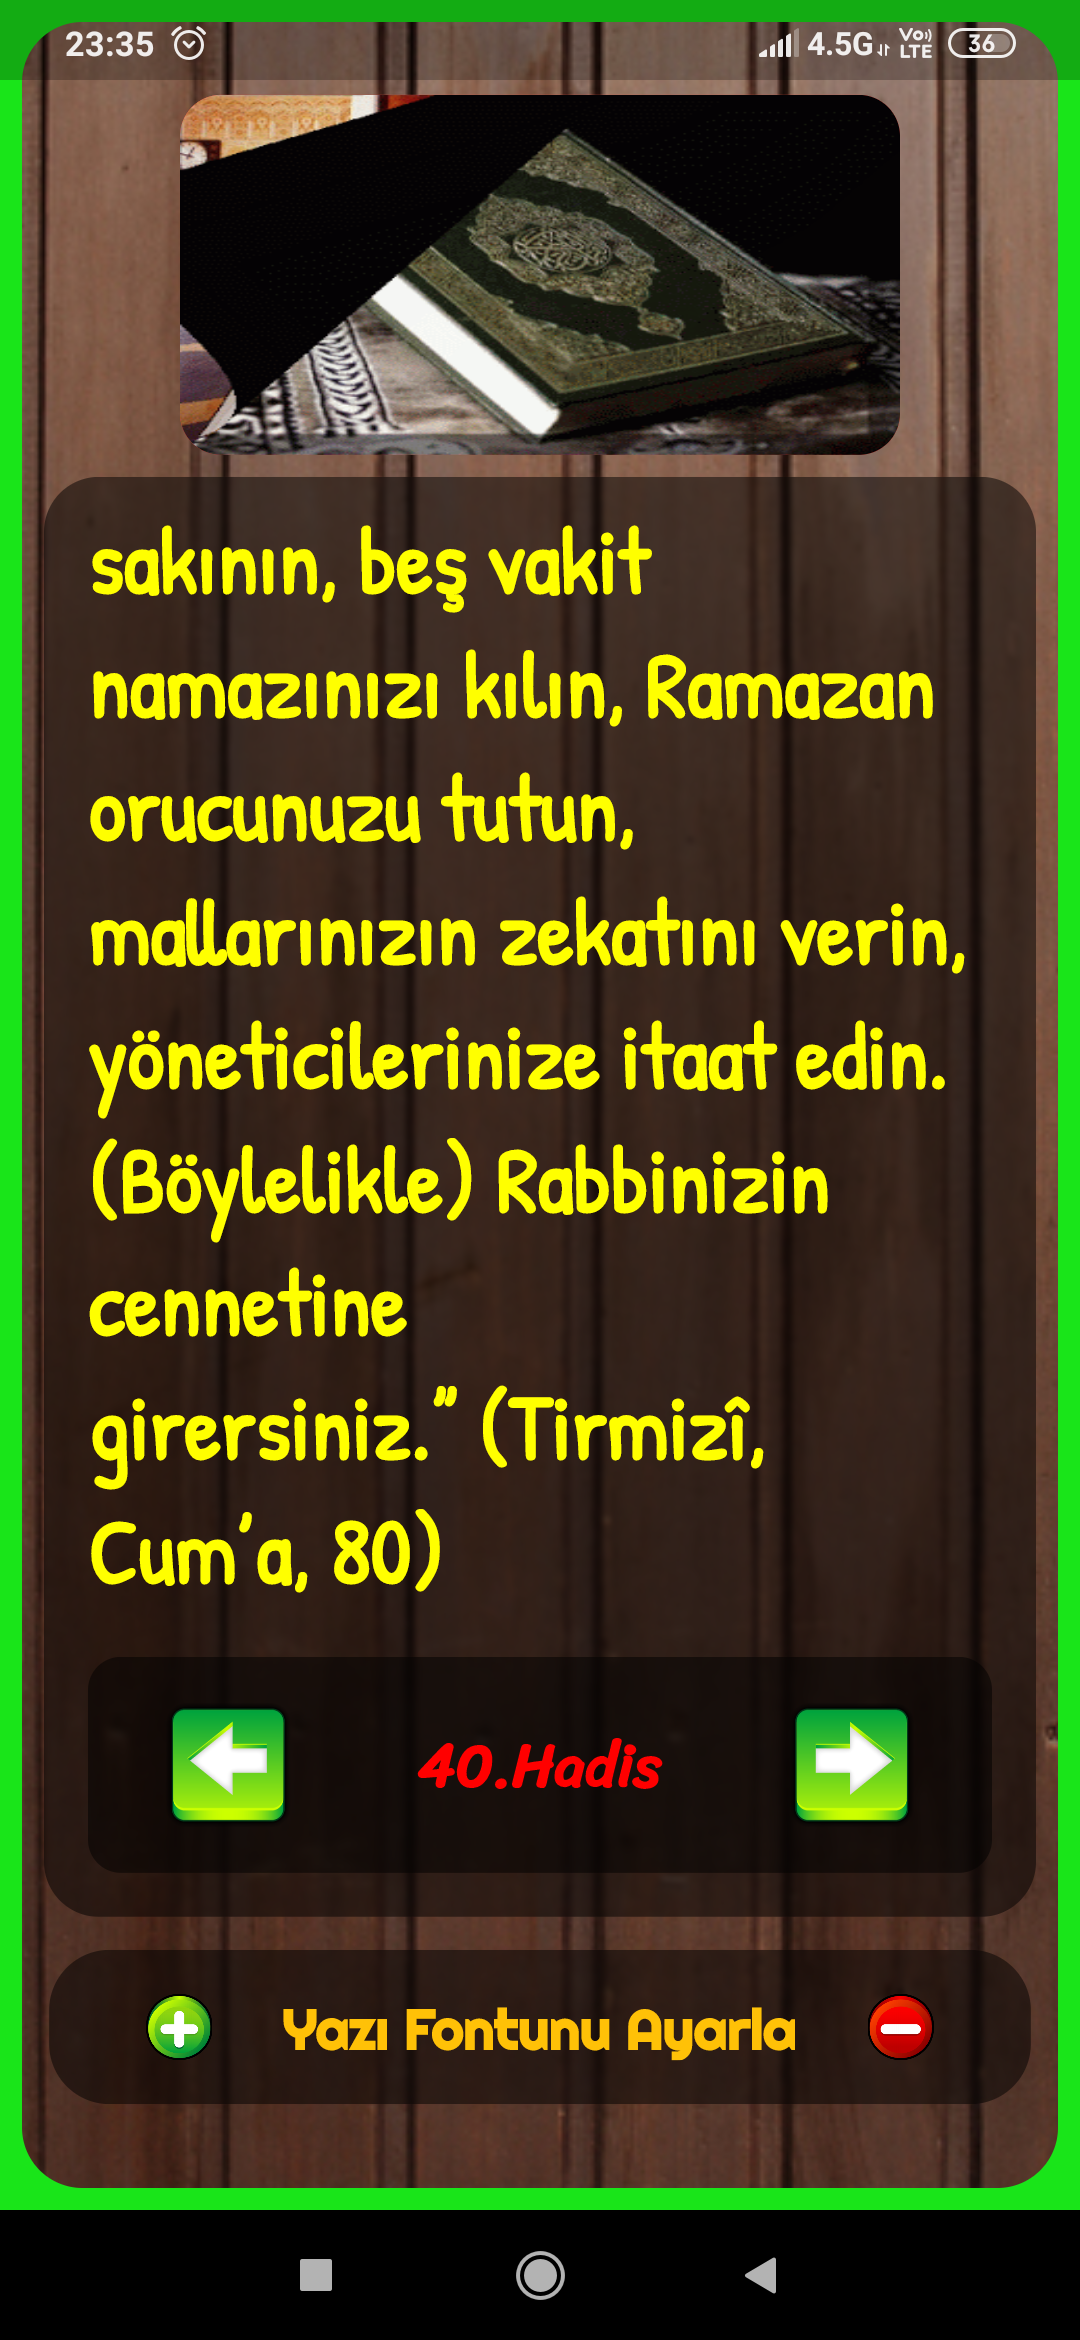 23:35 4.5G Vo LTE 36
sakının, beş vakit
namazınızı kılın, Ramazan
orucunuzu tutun,
mallarınızın zekatını verin,
yöneticilerinize itaat edin.
(Böylelikle) Rabbinizin
cennetine
girersiniz.” (Tirmizî,
Cum’a, 80)
40.Hadis
Yazı Fontunu Ayarla